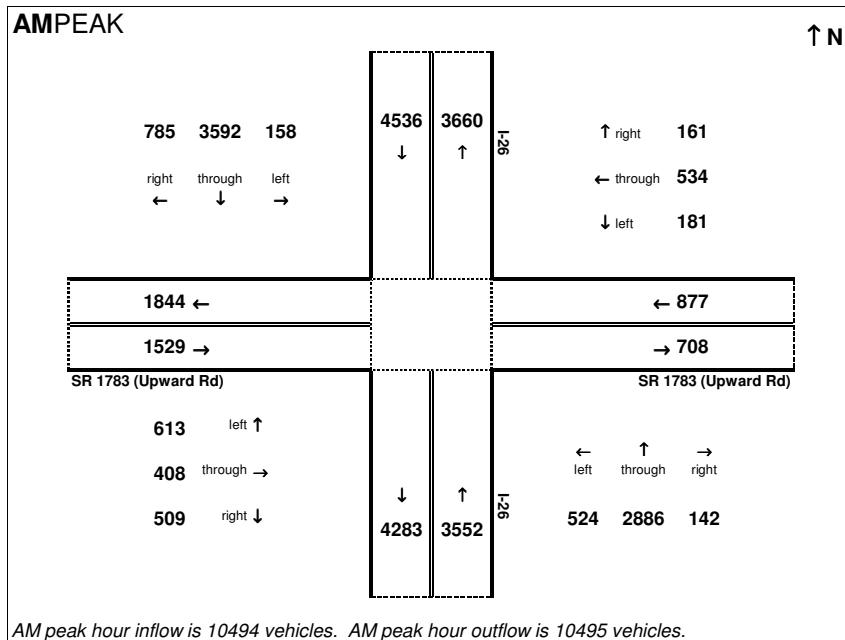 AMPEAK
↑ N
785 3592 158
right through left
← ↓ →
4536 3660
↓ ↑
I-26
↑ right 161
← through 534
↓ left 181
1844 ←
← 877
1529 →
→ 708
SR 1783 (Upward Rd)
SR 1783 (Upward Rd)
613 left ↑
408 through →
509 right ↓
↓ ↑
4283 3552
I-26
← ↑ →
left through right
524 2886 142
AM peak hour inflow is 10494 vehicles. AM peak hour outflow is 10495 vehicles.